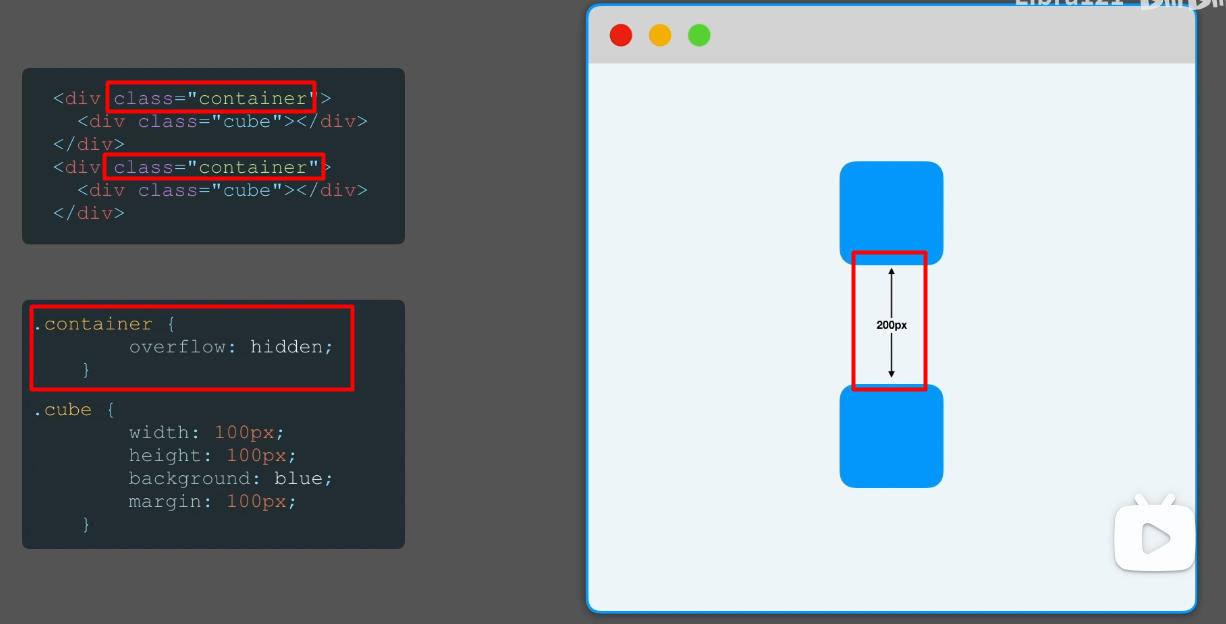 <div class="container">
<div class="cube"></div>
</div>
<div class="container">
<div class="cube"></div>
</div>
.container {
overflow: hidden;
}
.cube {
width: 100px;
height: 100px;
background: blue;
margin: 100px;
}
200px